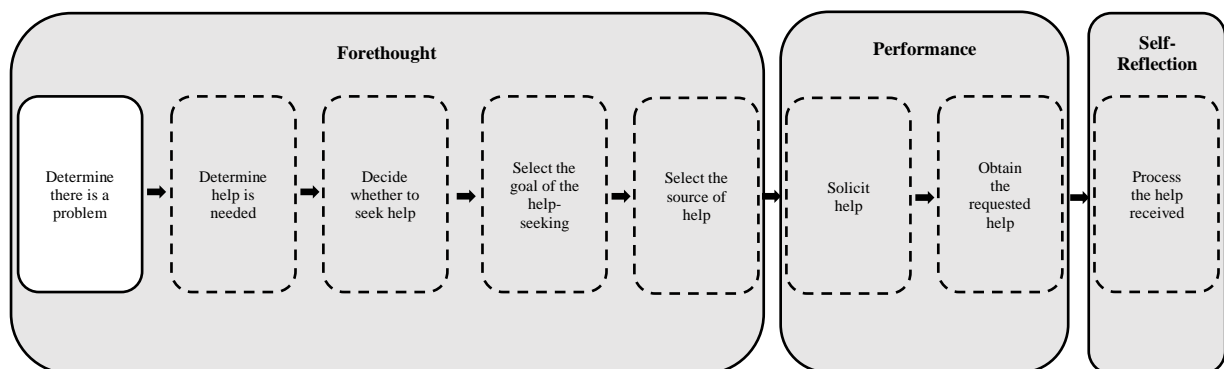 Forethought
Performance
Self-
Reflection
Determine
there is a
problem
Determine
help is
needed
Decide
whether to
seek help
Select the
goal of the
help-
seeking
Select the
source of
help
Solicit
help
Obtain
the
requested
help
Process
the help
received